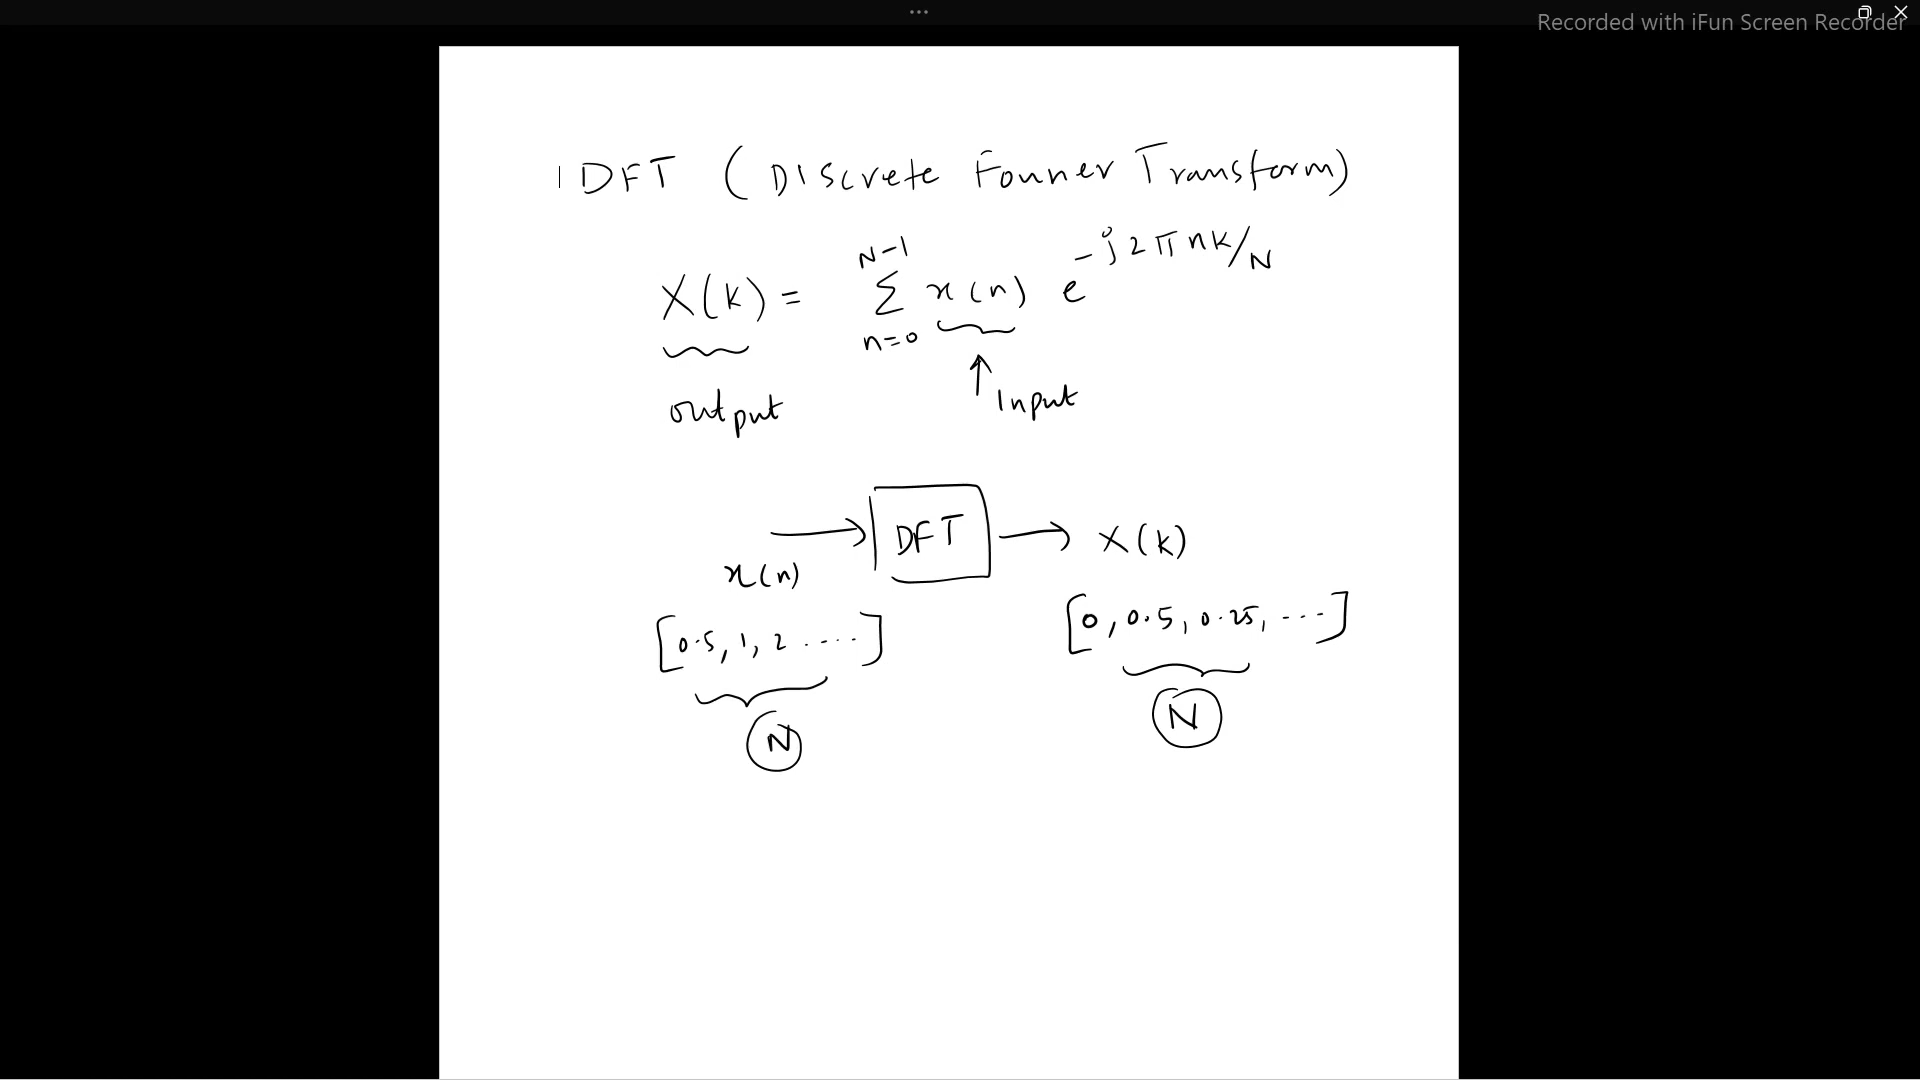 Recorded with iFun Screen Recorder
DFT (Discrete Fourier Transform)
X(k) = N-1 Σ n=0 x(n) e^-j2πnk/N
output
Input
DFT
X(k)
x(n)
[0.5, 1, 2 ....]
[0, 0.5, 0.25, ...]
N
N